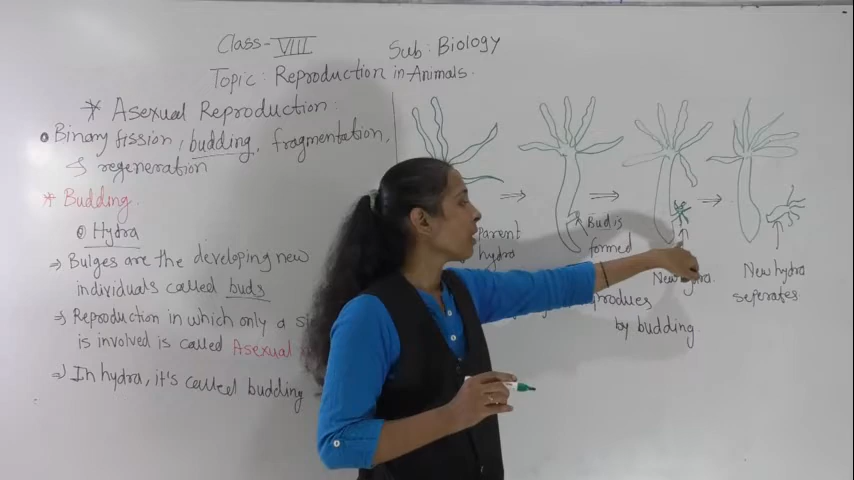 Class-VIII Sub: Biology
Topic: Reproduction in Animals.
* Asexual Reproduction:
Binary fission, budding, fragmentation,
& regeneration
* Budding.
Hydra
⇒ Bulges are the developing new
individuals called buds
⇒ Reproduction in which only a
is involved is called Asexual
⇒ In hydra, it's called budding
parent
hydra
Bud is
formed
New hydra.
New hydra
seperates.
produces
by budding.